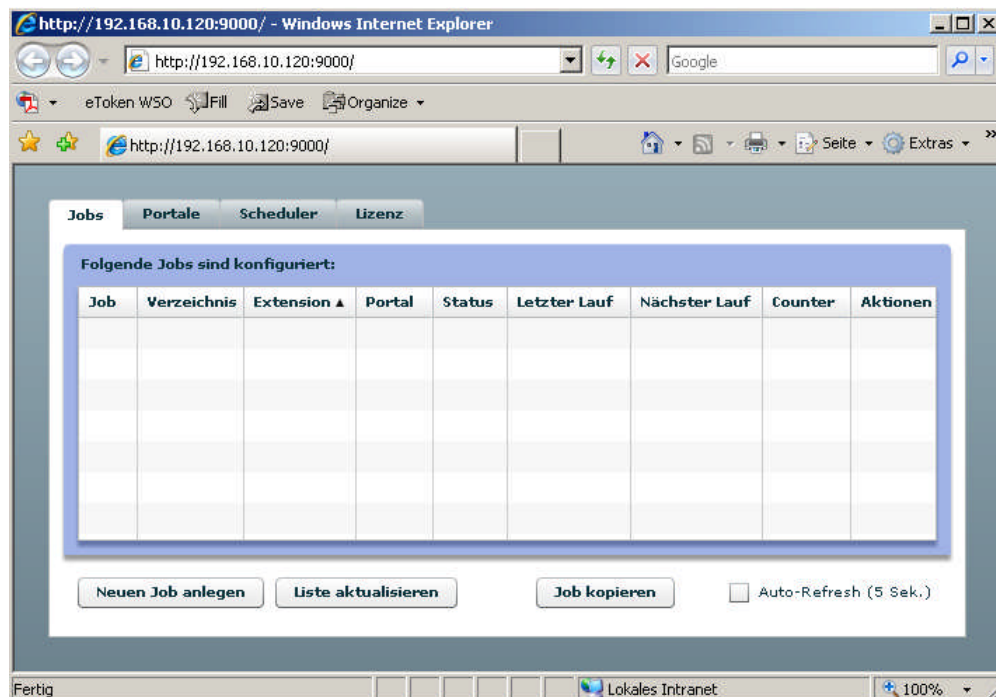 http://192.168.10.120:9000/ - Windows Internet Explorer
http://192.168.10.120:9000/ Google
eToken WSO Fill Save Organize
http://192.168.10.120:9000/ Seite Extras »
Jobs Portale Scheduler Lizenz
Folgende Jobs sind konfiguriert:
Job Verzeichnis Extension ▲ Portal Status Letzter Lauf Nächster Lauf Counter Aktionen
Neuen Job anlegen Liste aktualisieren Job kopieren Auto-Refresh (5 Sek.)
Fertig Lokales Intranet 100%